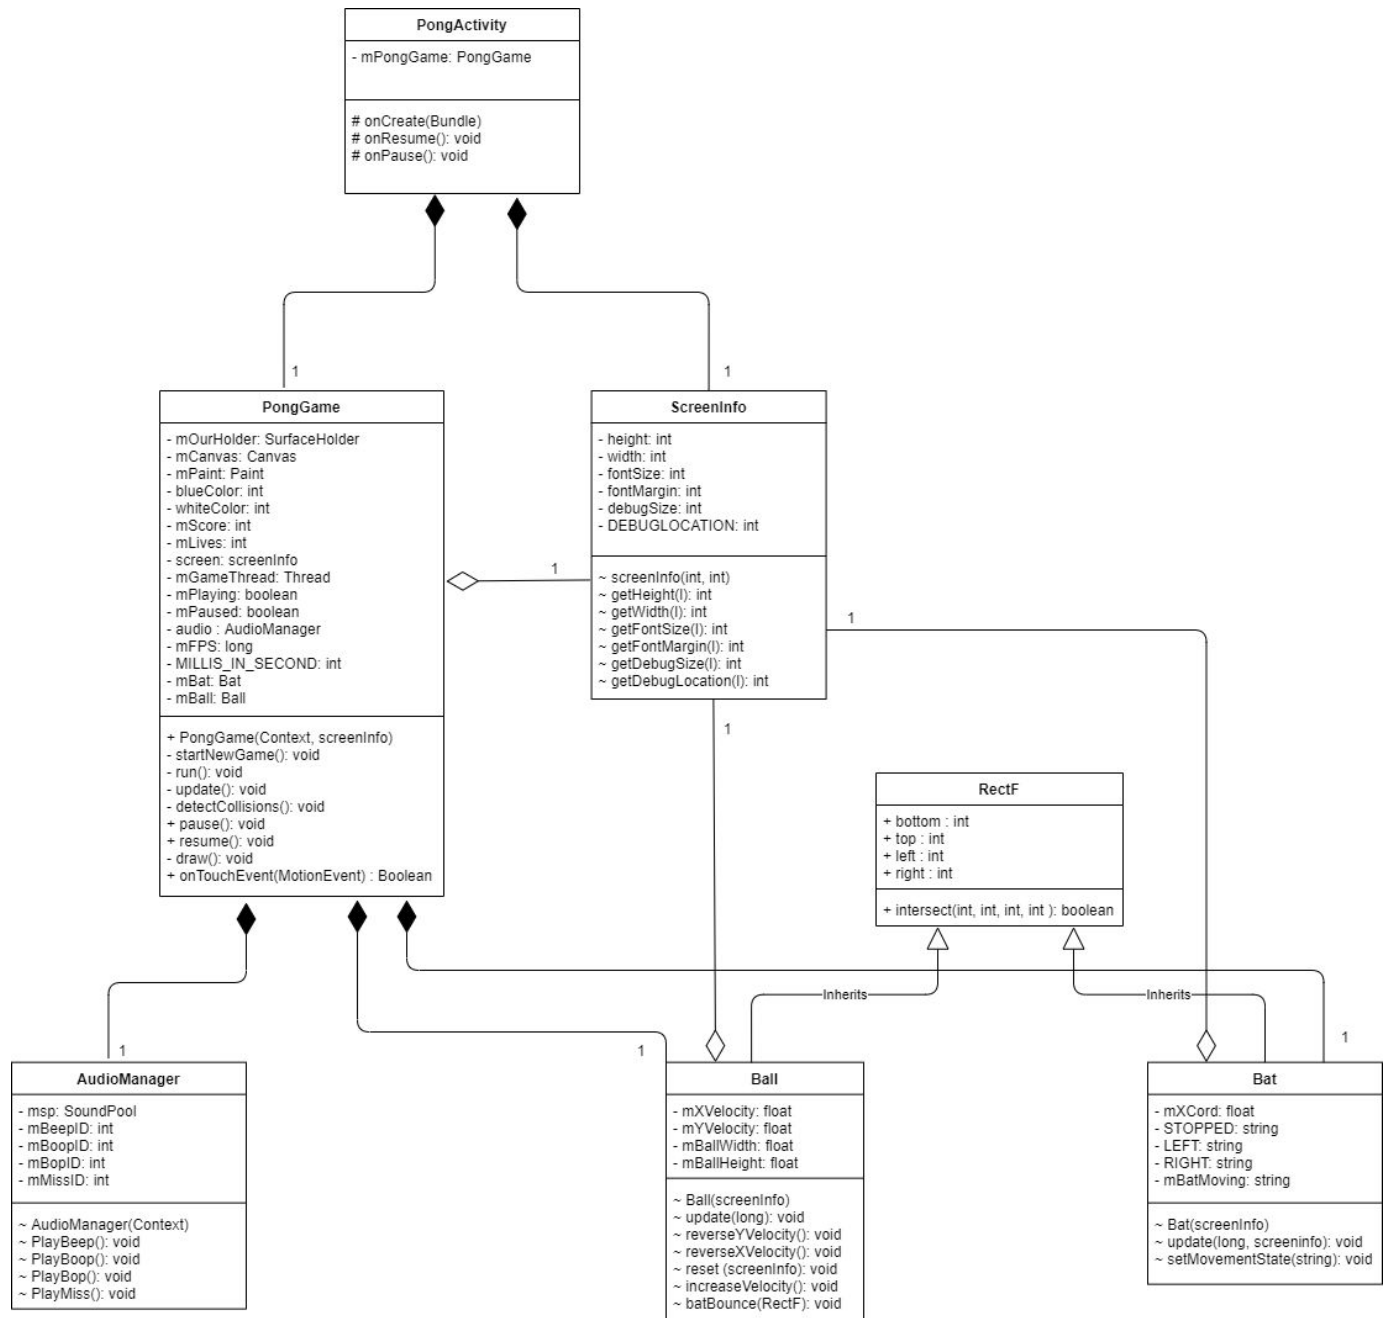 PongActivity
- mPongGame: PongGame
# onCreate(Bundle)
# onResume(): void
# onPause(): void
1
1
PongGame
- mOurHolder: SurfaceHolder
- mCanvas: Canvas
- mPaint: Paint
- blueColor: int
- whiteColor: int
- mScore: int
- mLives: int
- screen: screenInfo
- mGameThread: Thread
- mPlaying: boolean
- mPaused: boolean
- audio : AudioManager
- mFPS: long
- MILLIS_IN_SECOND: int
- mBat: Bat
- mBall: Ball
+ PongGame(Context, screenInfo)
- startNewGame(): void
- run(): void
- update(): void
- detectCollisions(): void
+ pause(): void
+ resume(): void
- draw(): void
+ onTouchEvent(MotionEvent) : Boolean
1
ScreenInfo
- height: int
- width: int
- fontSize: int
- fontMargin: int
- debugSize: int
- DEBUGLOCATION: int
~ screenInfo(int, int)
~ getHeight(I): int
~ getWidth(I): int
~ getFontSize(I): int
~ getFontMargin(I): int
~ getDebugSize(I): int
~ getDebugLocation(I): int
1
1
RectF
+ bottom : int
+ top : int
+ left : int
+ right : int
+ intersect(int, int, int, int ): boolean
Inherits
Inherits
1
1
1
AudioManager
- msp: SoundPool
- mBeepID: int
- mBoopID: int
- mBopID: int
- mMissID: int
~ AudioManager(Context)
~ PlayBeep(): void
~ PlayBoop(): void
~ PlayBop(): void
~ PlayMiss(): void
Ball
- mXVelocity: float
- mYVelocity: float
- mBallWidth: float
- mBallHeight: float
~ Ball(screenInfo)
~ update(long): void
~ reverseYVelocity(): void
~ reverseXVelocity(): void
~ reset (screenInfo): void
~ increaseVelocity(): void
~ batBounce(RectF): void
Bat
- mXCord: float
- STOPPED: string
- LEFT: string
- RIGHT: string
- mBatMoving: string
~ Bat(screenInfo)
~ update(long, screeninfo): void
~ setMovementState(string): void